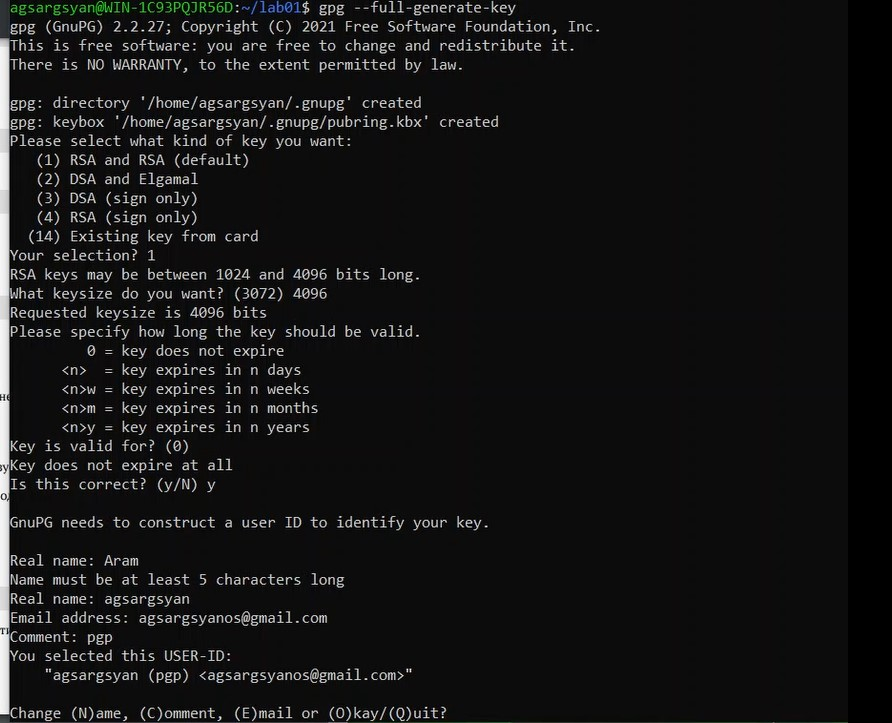 agsargsyan@WIN-1C93PQJR56D:~/lab01$ gpg --full-generate-key
gpg (GnuPG) 2.2.27; Copyright (C) 2021 Free Software Foundation, Inc.
This is free software: you are free to change and redistribute it.
There is NO WARRANTY, to the extent permitted by law.

gpg: directory '/home/agsargsyan/.gnupg' created
gpg: keybox '/home/agsargsyan/.gnupg/pubring.kbx' created
Please select what kind of key you want:
   (1) RSA and RSA (default)
   (2) DSA and Elgamal
   (3) DSA (sign only)
   (4) RSA (sign only)
  (14) Existing key from card
Your selection? 1
RSA keys may be between 1024 and 4096 bits long.
What keysize do you want? (3072) 4096
Requested keysize is 4096 bits
Please specify how long the key should be valid.
         0 = key does not expire
      <n>  = key expires in n days
      <n>w = key expires in n weeks
      <n>m = key expires in n months
      <n>y = key expires in n years
Key is valid for? (0)
Key does not expire at all
Is this correct? (y/N) y

GnuPG needs to construct a user ID to identify your key.

Real name: Aram
Name must be at least 5 characters long
Real name: agsargsyan
Email address: agsargsyanos@gmail.com
Comment: pgp
You selected this USER-ID:
    "agsargsyan (pgp) <agsargsyanos@gmail.com>"

Change (N)ame, (C)omment, (E)mail or (O)kay/(Q)uit?